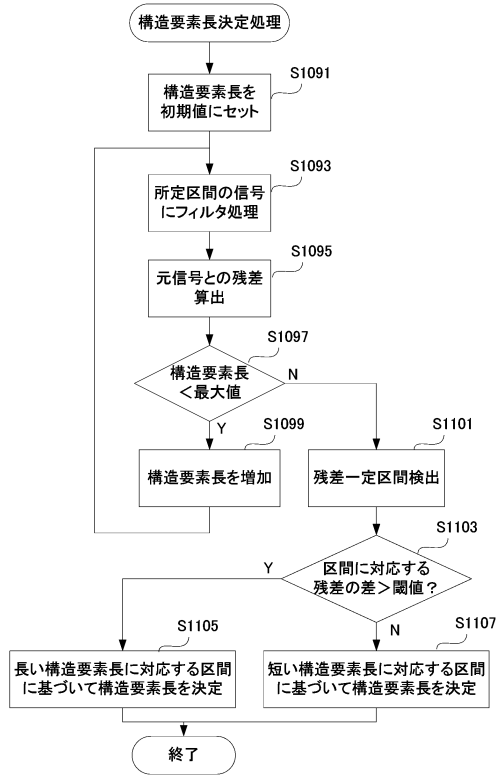 構造要素長決定処理
S1091
構造要素長を
初期値にセット
S1093
所定区間の信号
にフィルタ処理
S1095
元信号との残差
算出
S1097
構造要素長
＜最大値
N
Y
S1099
構造要素長を増加
S1101
残差一定区間検出
S1103
区間に対応する
残差の差＞閾値？
Y
N
S1105
長い構造要素長に対応する区間
に基づいて構造要素長を決定
S1107
短い構造要素長に対応する区間
に基づいて構造要素長を決定
終了